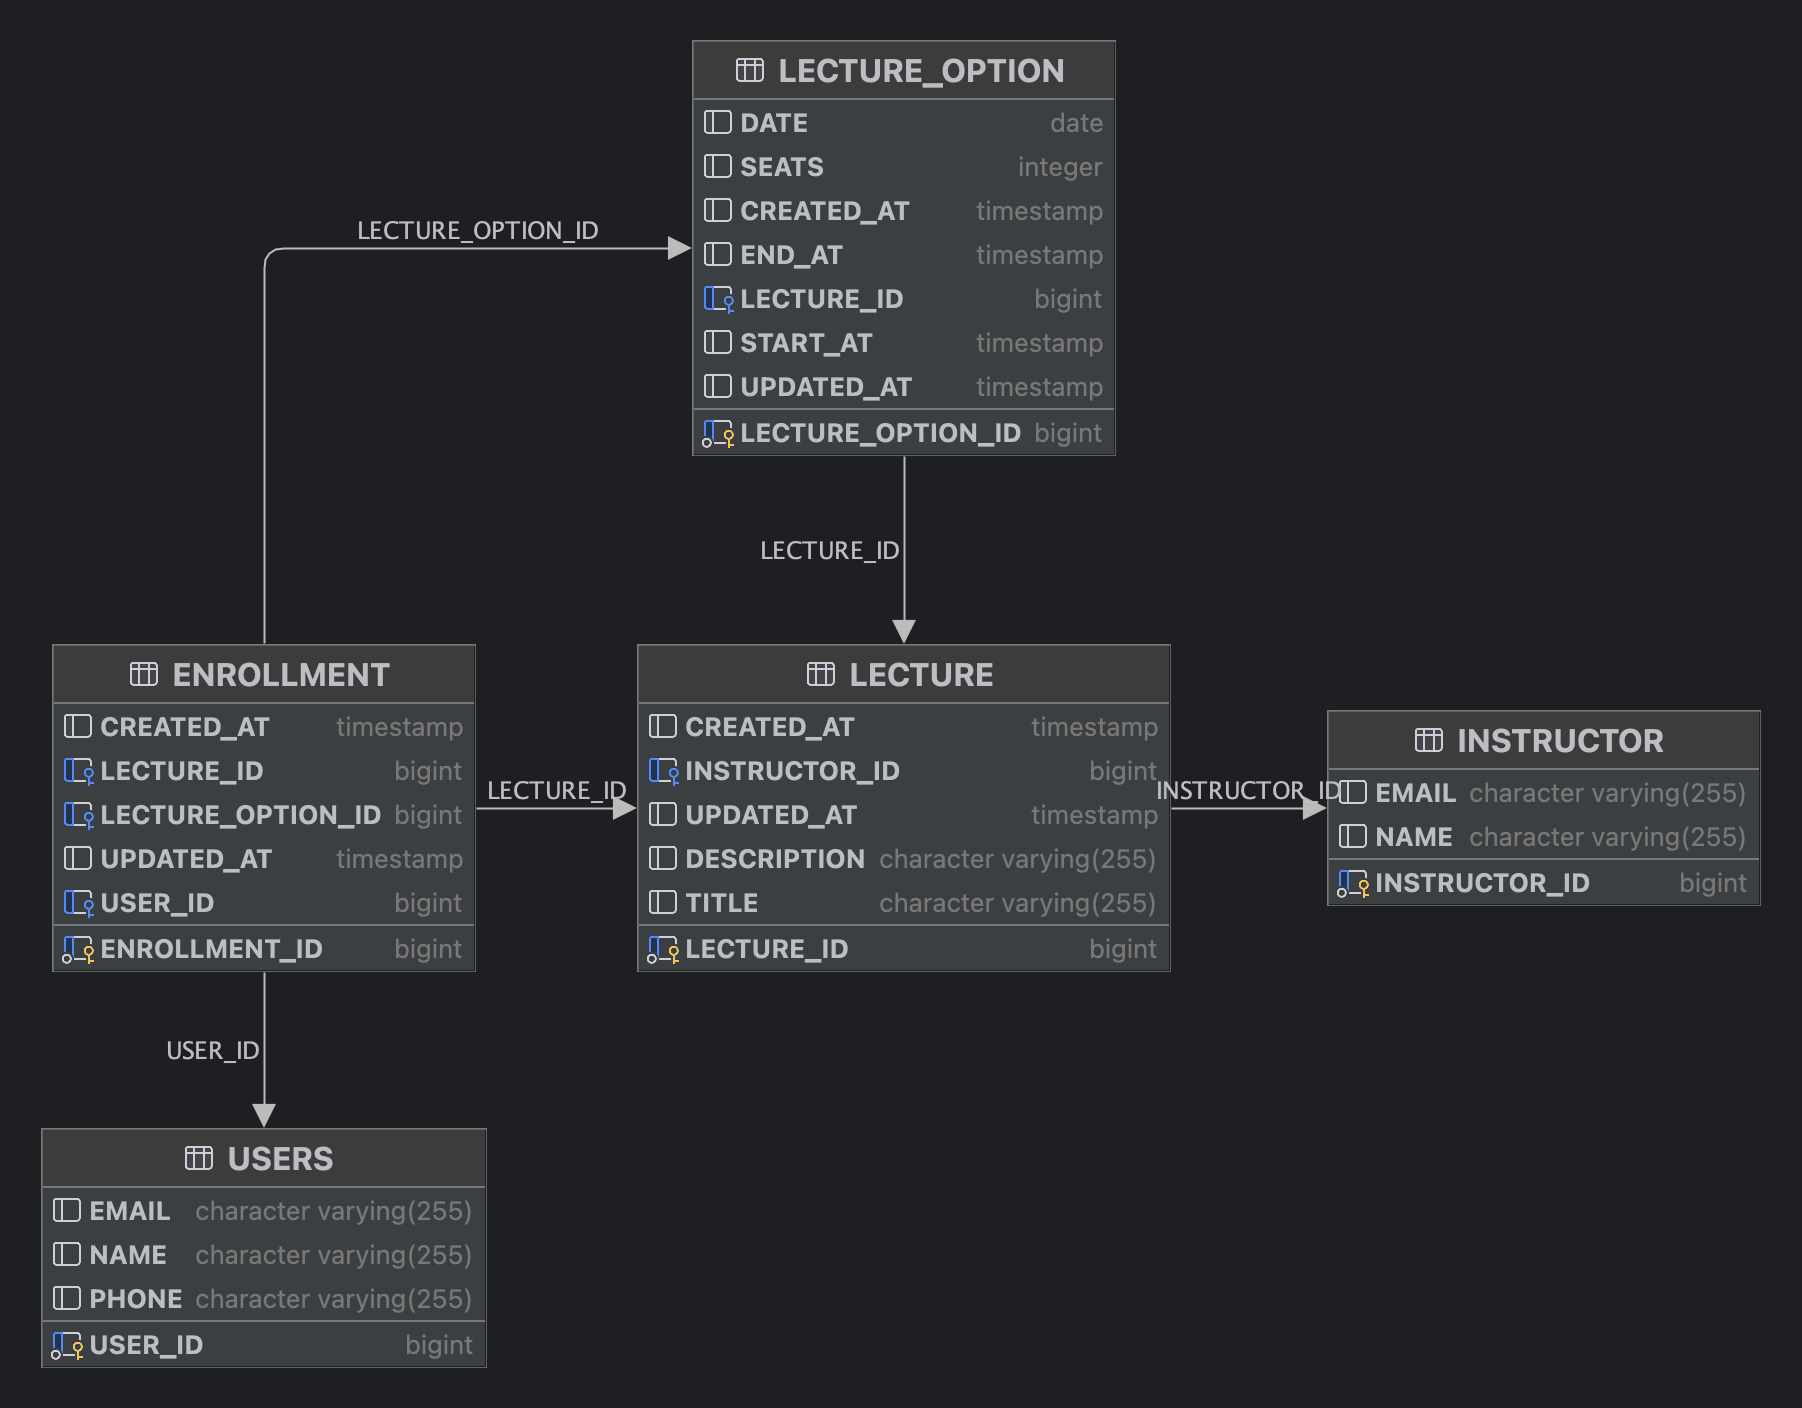 LECTURE_OPTION
DATE date
SEATS integer
CREATED_AT timestamp
END_AT timestamp
LECTURE_ID bigint
START_AT timestamp
UPDATED_AT timestamp
LECTURE_OPTION_ID bigint
LECTURE_OPTION_ID
LECTURE_ID
ENROLLMENT
CREATED_AT timestamp
LECTURE_ID bigint
LECTURE_OPTION_ID bigint
UPDATED_AT timestamp
USER_ID bigint
ENROLLMENT_ID bigint
LECTURE_ID
LECTURE
CREATED_AT timestamp
INSTRUCTOR_ID bigint
UPDATED_AT timestamp
DESCRIPTION character varying(255)
TITLE character varying(255)
LECTURE_ID bigint
INSTRUCTOR_ID
INSTRUCTOR
EMAIL character varying(255)
NAME character varying(255)
INSTRUCTOR_ID bigint
USER_ID
USERS
EMAIL character varying(255)
NAME character varying(255)
PHONE character varying(255)
USER_ID bigint